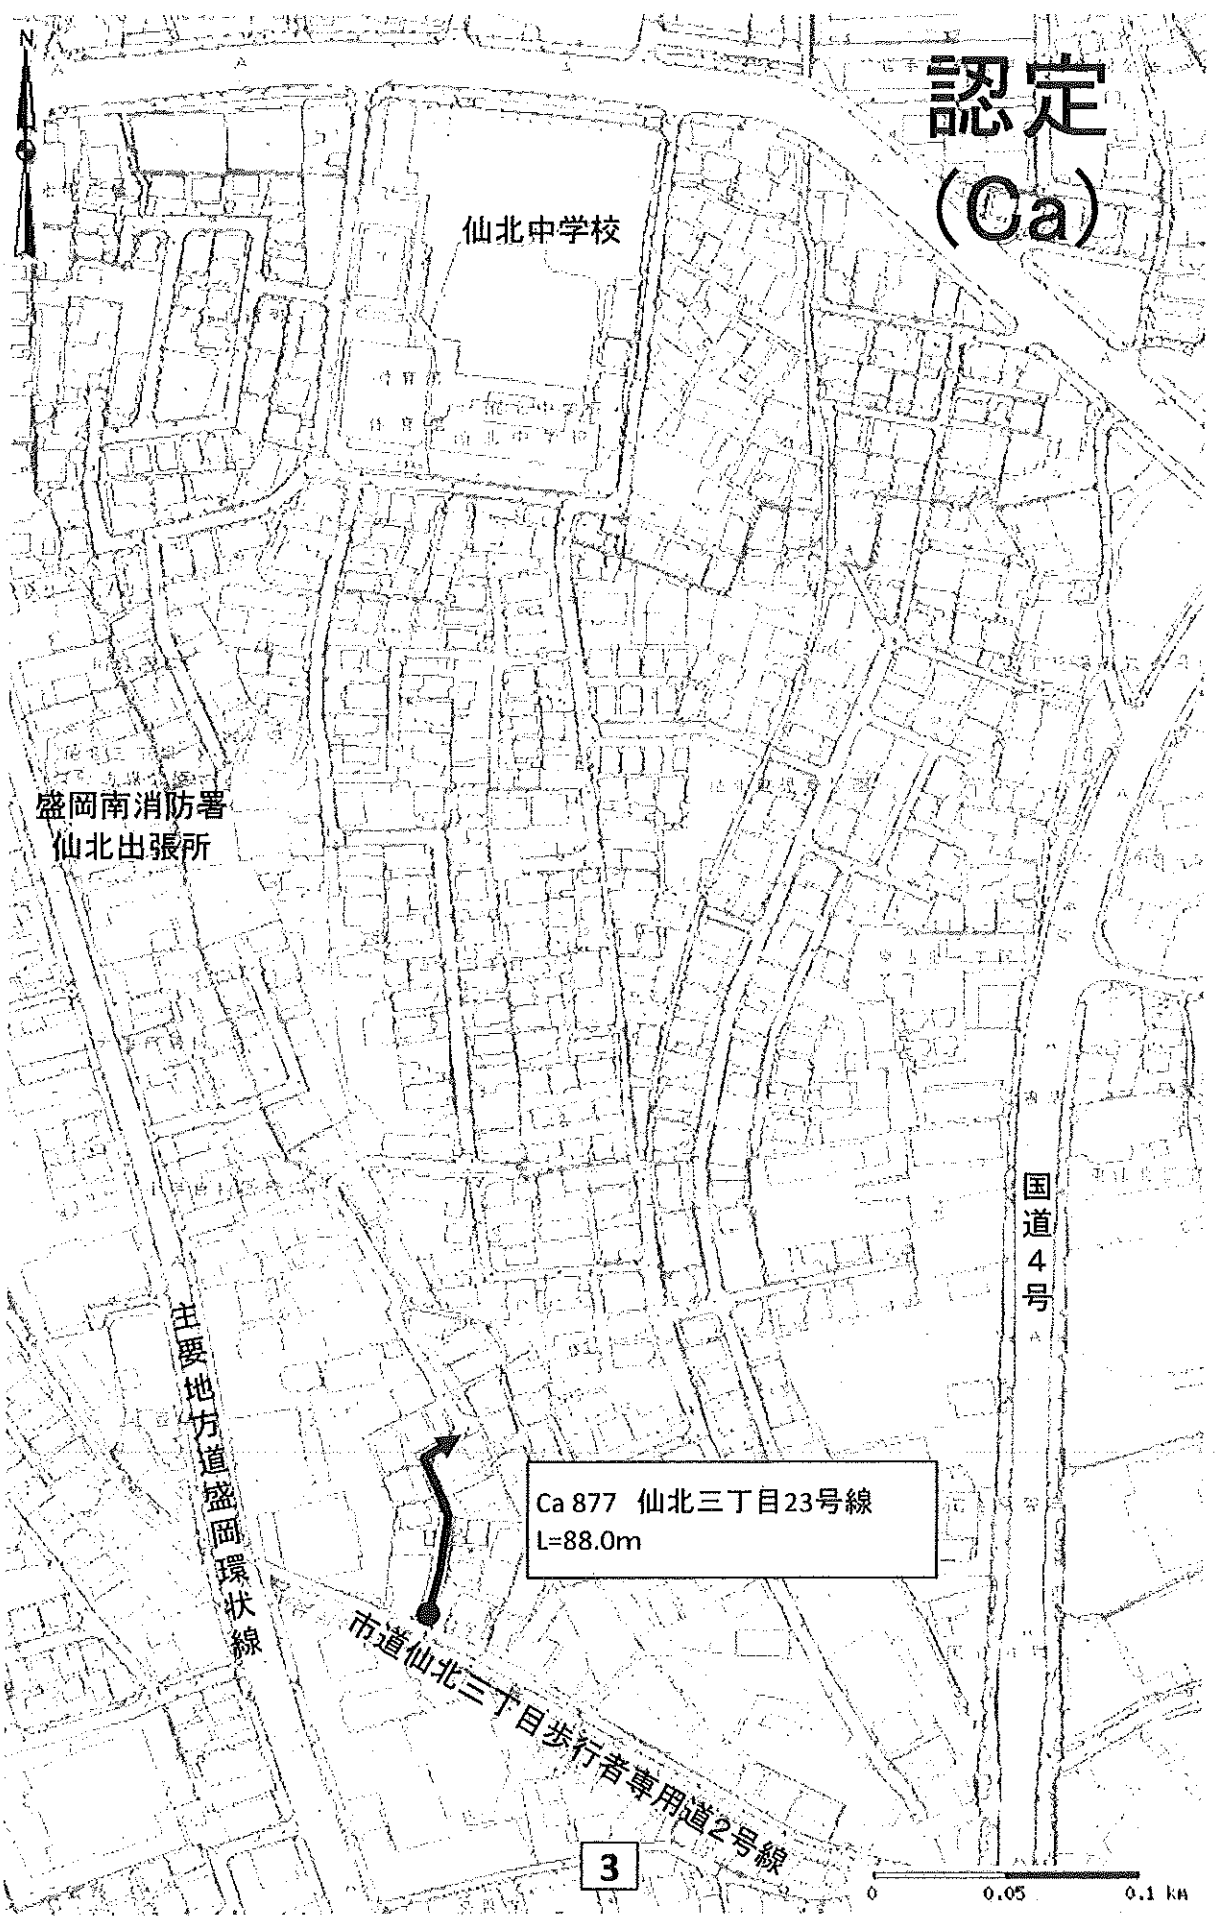 N
認定
(Ca)
仙北中学校
盛岡南消防署
仙北出張所
国道4号
主要地方道盛岡環状線
Ca 877 仙北三丁目23号線
L=88.0m
市道仙北三丁目歩行者専用道2号線
3
0 0.05 0.1 km